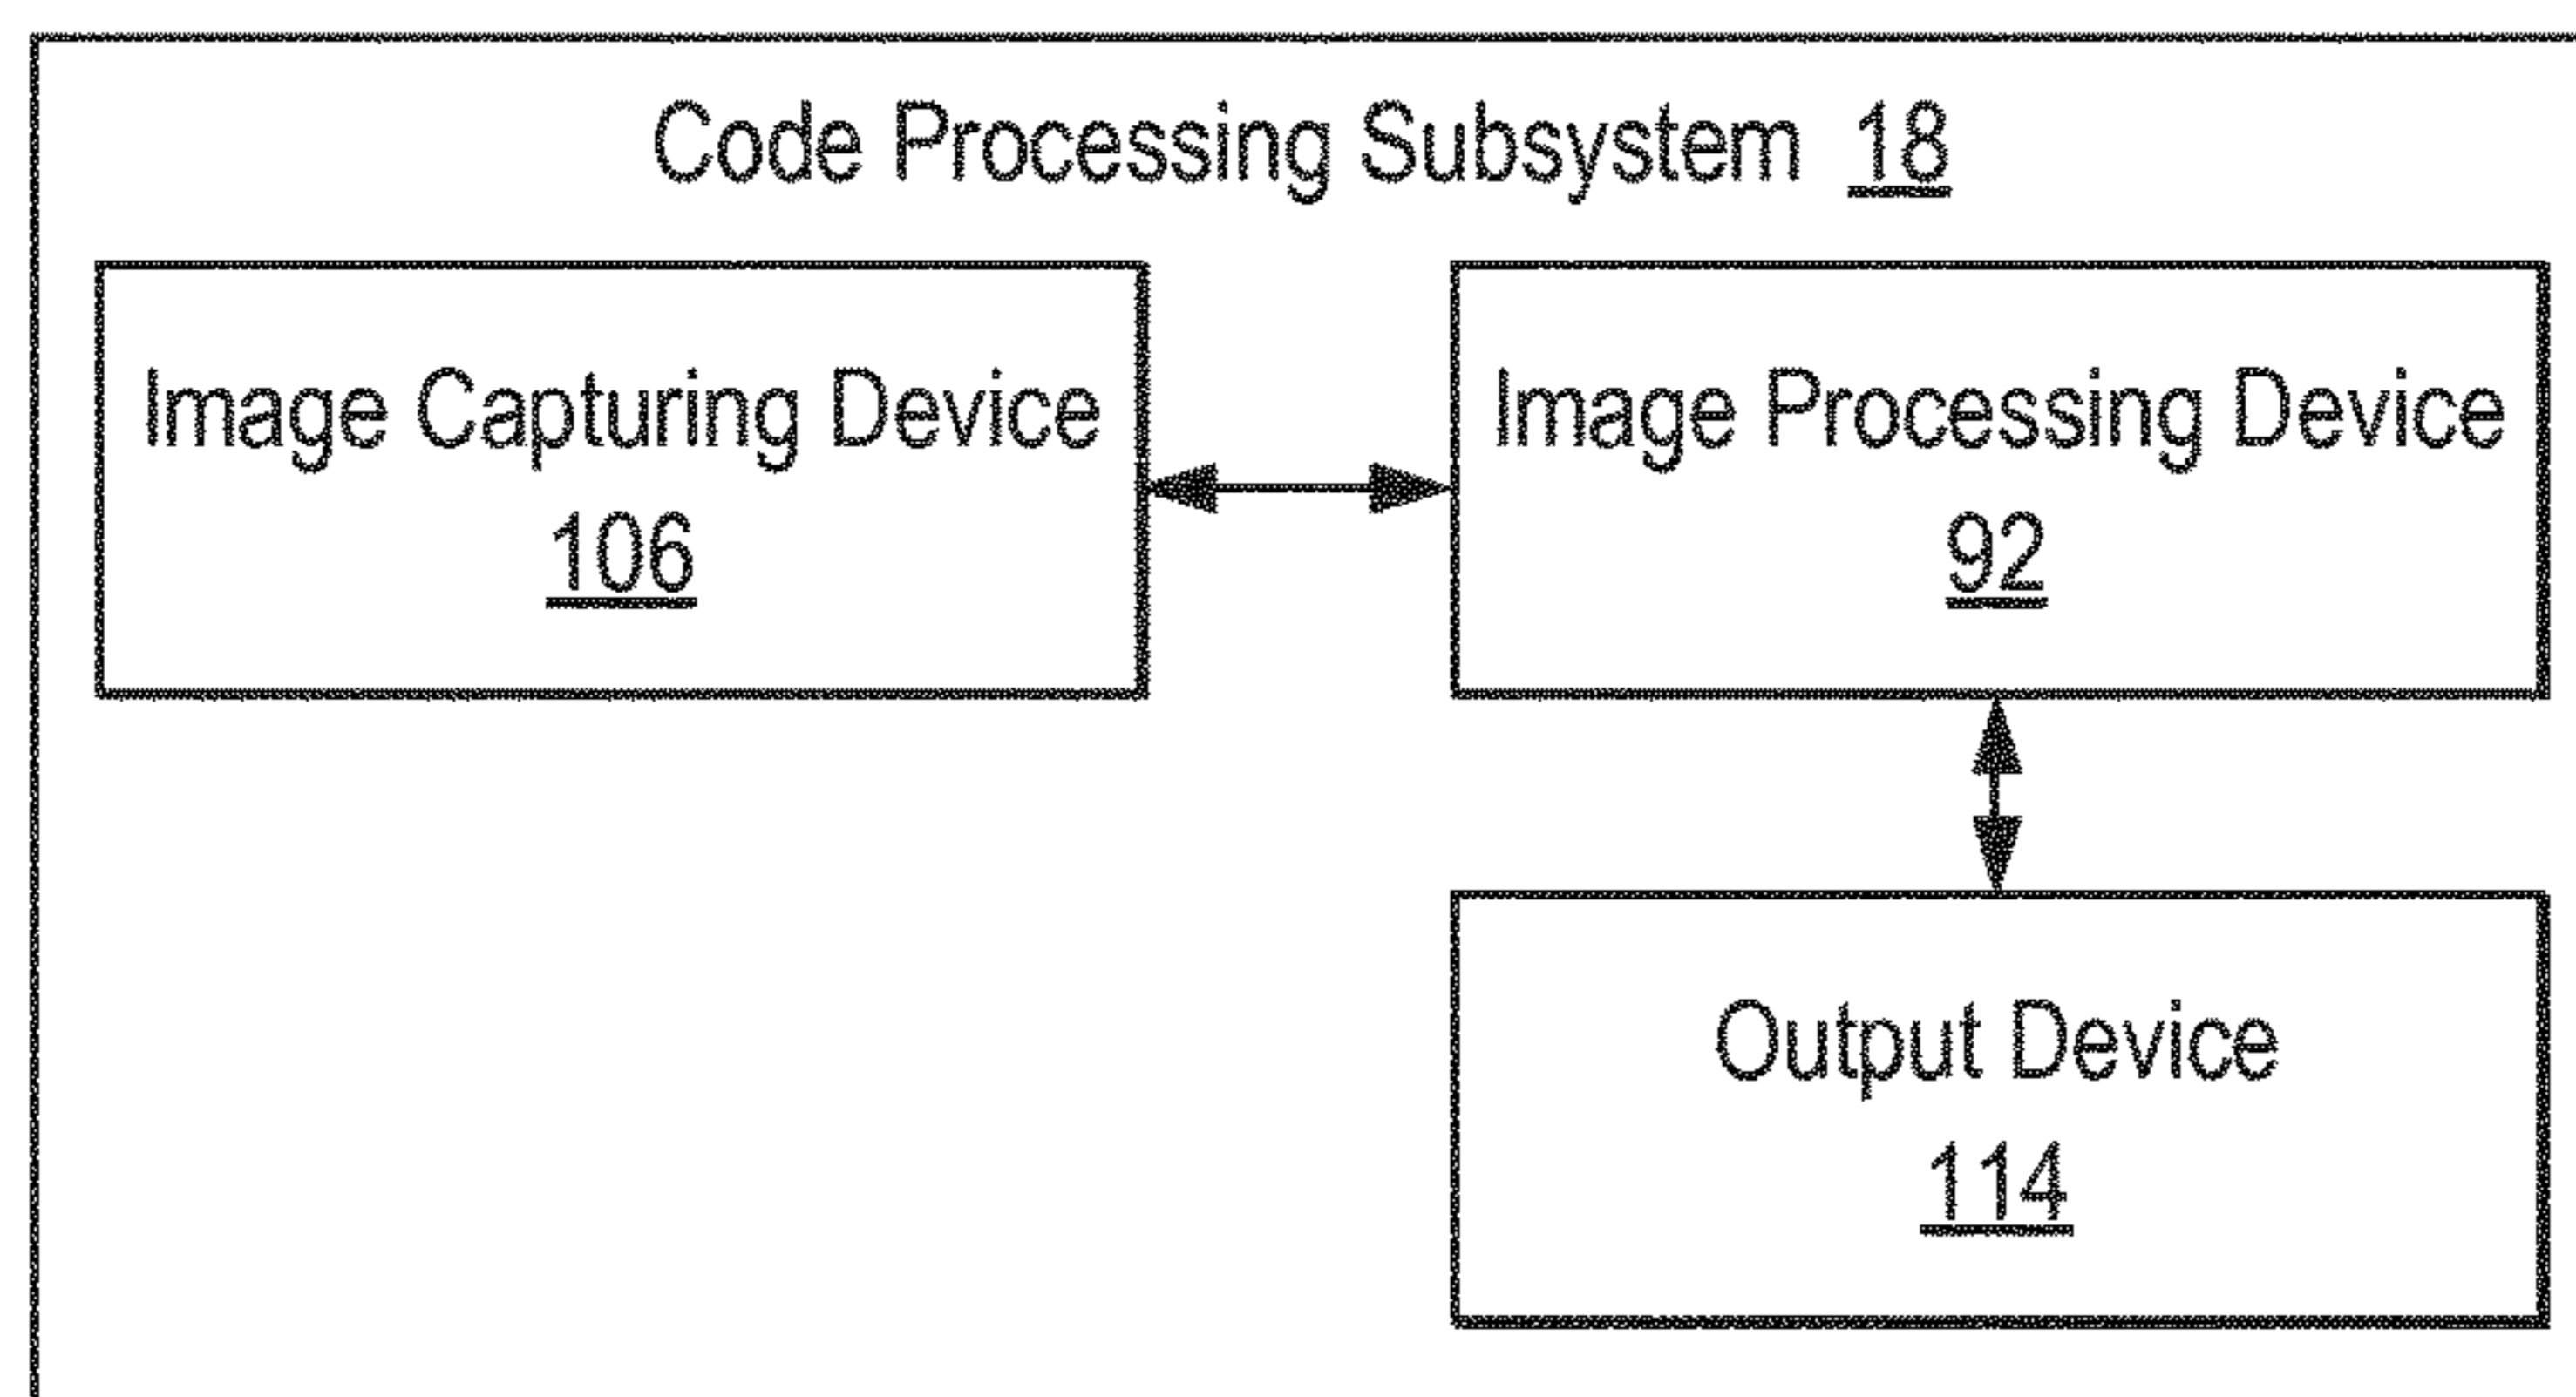 Code Processing Subsystem 18
Image Capturing Device
106
Image Processing Device
92
Output Device
114